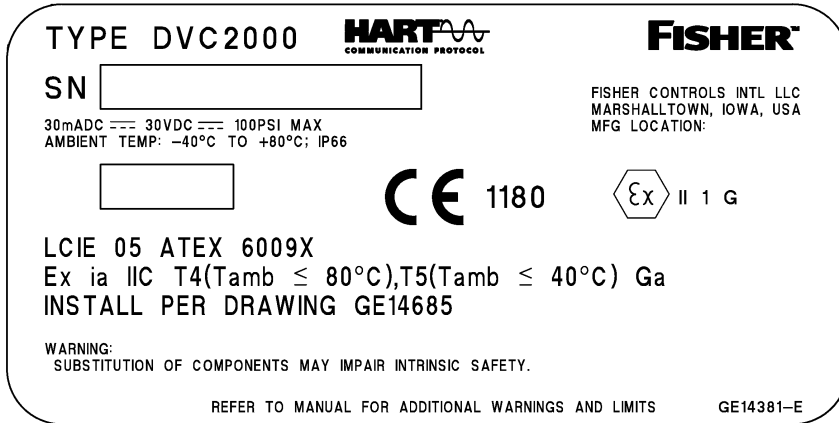 TYPE DVC2000
HART
COMMUNICATION PROTOCOL
FISHER™
SN
FISHER CONTROLS INTL LLC
MARSHALLTOWN, IOWA, USA
MFG LOCATION:
30mADC ⎓ 30VDC ⎓ 100PSI MAX
AMBIENT TEMP: −40°C TO +80°C; IP66
CE 1180
Ex II 1 G
LCIE 05 ATEX 6009X
Ex ia IIC T4(Tamb ≤ 80°C),T5(Tamb ≤ 40°C) Ga
INSTALL PER DRAWING GE14685
WARNING:
SUBSTITUTION OF COMPONENTS MAY IMPAIR INTRINSIC SAFETY.
REFER TO MANUAL FOR ADDITIONAL WARNINGS AND LIMITS
GE14381−E